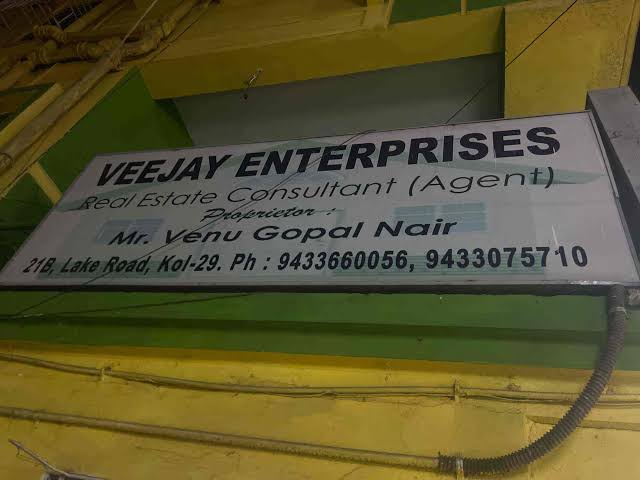 VEEJAY ENTERPRISES
Real Estate Consultant (Agent)
Proprietor :
Mr. Venu Gopal Nair
21B, Lake Road, Kol-29. Ph : 9433660056, 9433075710